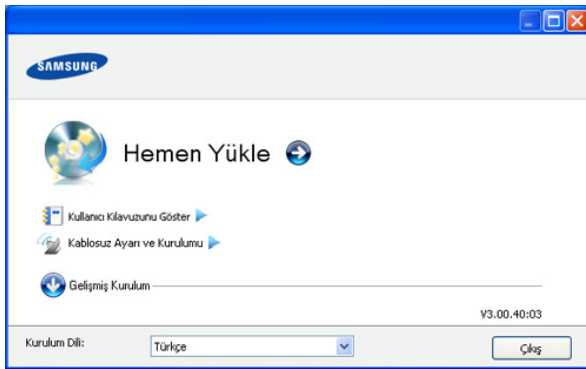 SAMSUNG
Hemen Yükle
Kullanıcı Kılavuzunu Göster
Kablosuz Ayarı ve Kurulumu
Gelişmiş Kurulum
V3.00.40:03
Kurulum Dili:
Türkçe
Çıkış